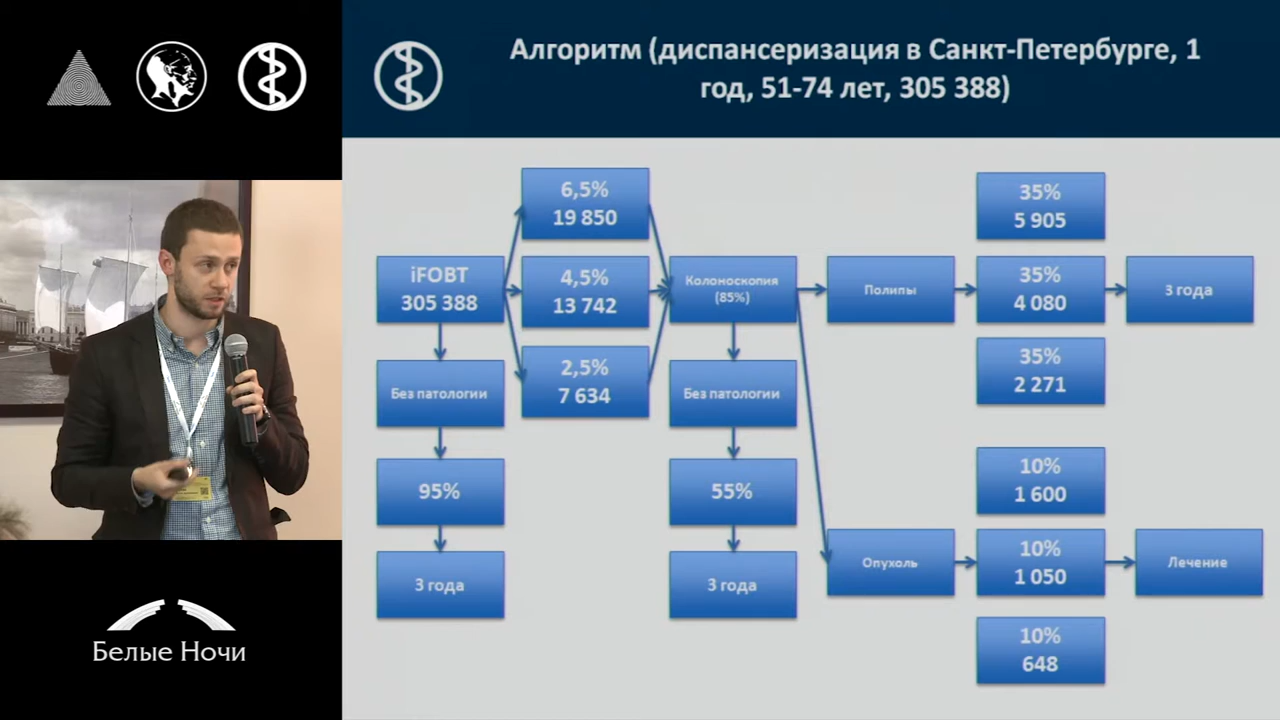 Алгоритм (диспансеризация в Санкт-Петербурге, 1
год, 51-74 лет, 305 388)
iFOBT
305 388
Без патологии
95%
3 года
6,5%
19 850
4,5%
13 742
2,5%
7 634
Колоноскопия
(85%)
Без патологии
55%
3 года
Полипы
35%
5 905
35%
4 080
35%
2 271
3 года
Опухоль
10%
1 600
10%
1 050
10%
648
Лечение
Белые Ночи